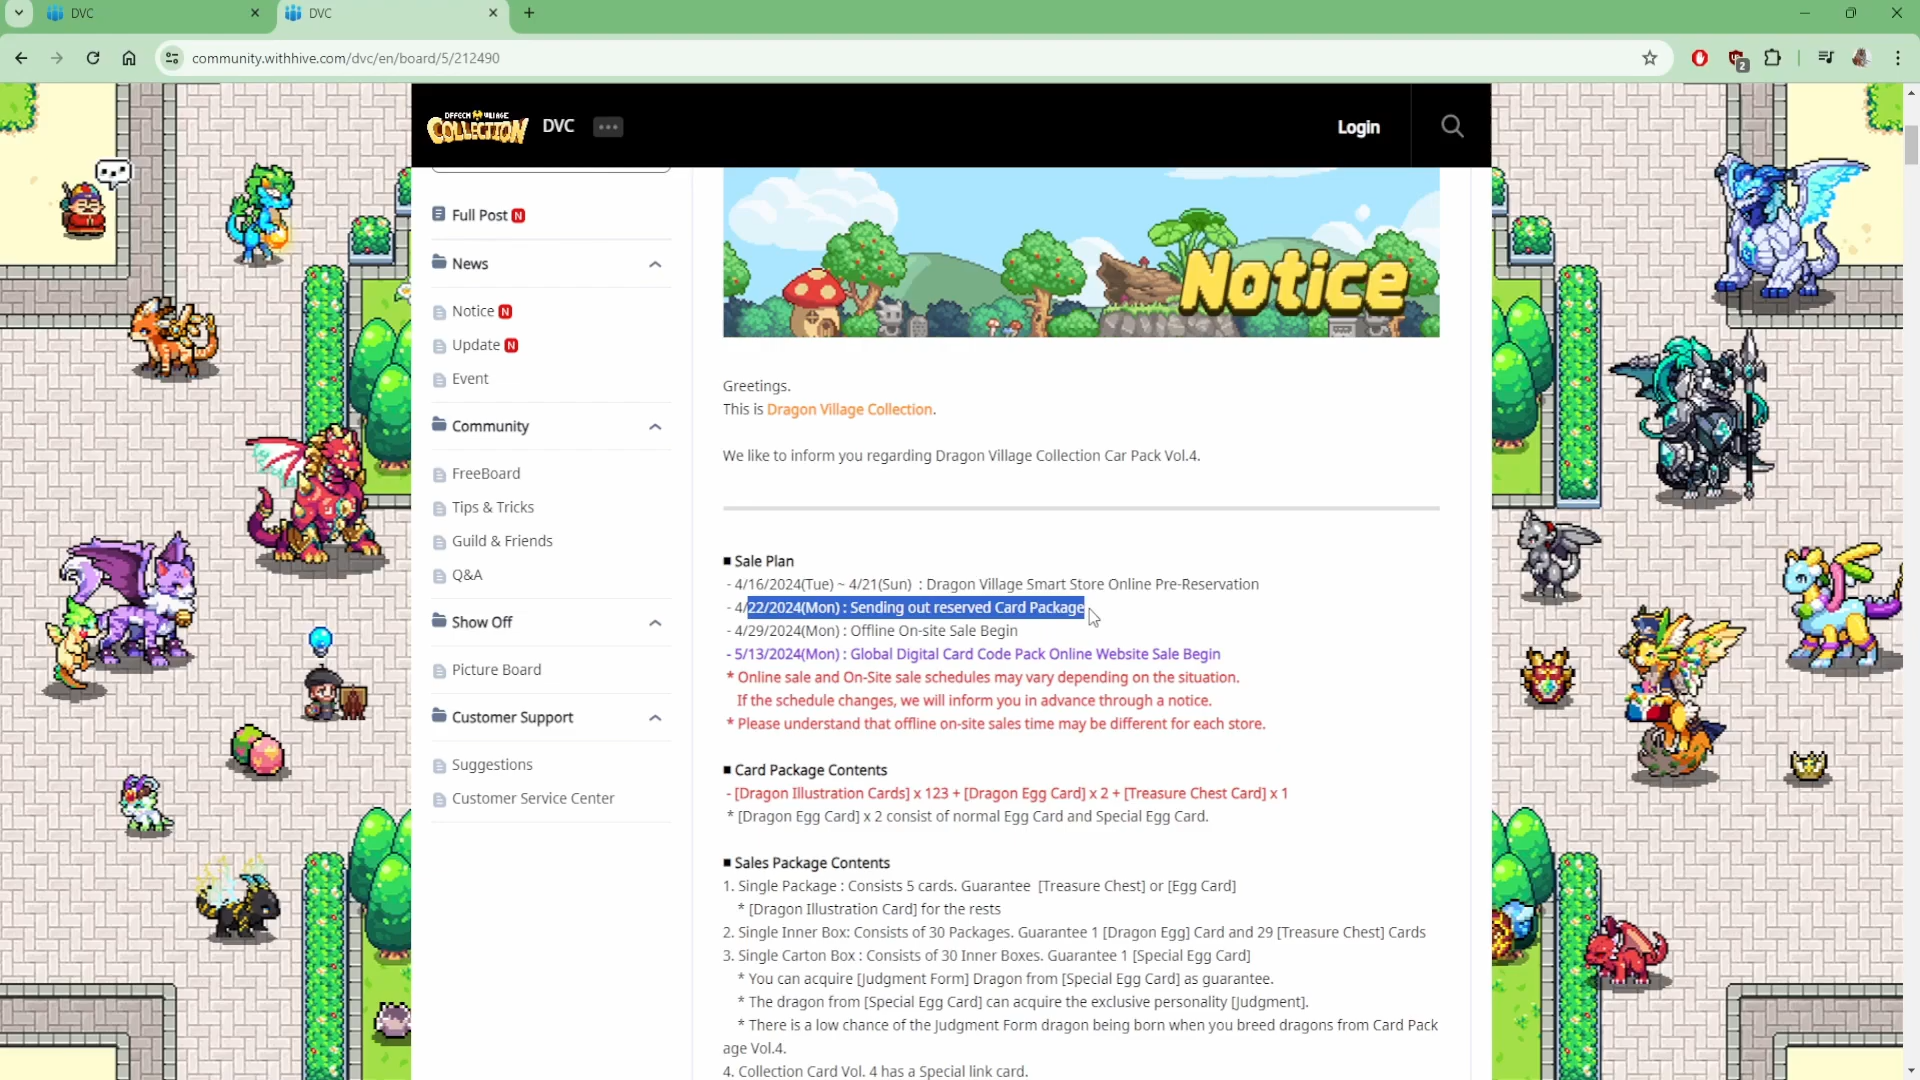 DVC
DVC
community.withhive.com/dvc/en/board/5/212490
2
COLLECTION
DVC
Login
Full Post N
News
Notice N
Update N
Event
Community
FreeBoard
Tips & Tricks
Guild & Friends
Q&A
Show Off
Picture Board
Customer Support
Suggestions
Customer Service Center
Notice
Greetings.
This is Dragon Village Collection.
We like to inform you regarding Dragon Village Collection Car Pack Vol.4.
■ Sale Plan
- 4/16/2024(Tue) ~ 4/21(Sun) : Dragon Village Smart Store Online Pre-Reservation
- 4/22/2024(Mon) : Sending out reserved Card Package
- 4/29/2024(Mon) : Offline On-site Sale Begin
- 5/13/2024(Mon) : Global Digital Card Code Pack Online Website Sale Begin
* Online sale and On-Site sale schedules may vary depending on the situation.
If the schedule changes, we will inform you in advance through a notice.
* Please understand that offline on-site sales time may be different for each store.
■ Card Package Contents
- [Dragon Illustration Cards] x 123 + [Dragon Egg Card] x 2 + [Treasure Chest Card] x 1
* [Dragon Egg Card] x 2 consist of normal Egg Card and Special Egg Card.
■ Sales Package Contents
1. Single Package : Consists 5 cards. Guarantee [Treasure Chest] or [Egg Card]
* [Dragon Illustration Card] for the rests
2. Single Inner Box: Consists of 30 Packages. Guarantee 1 [Dragon Egg] Card and 29 [Treasure Chest] Cards
3. Single Carton Box : Consists of 30 Inner Boxes. Guarantee 1 [Special Egg Card]
* You can acquire [Judgment Form] Dragon from [Special Egg Card] as guarantee.
* The dragon from [Special Egg Card] can acquire the exclusive personality [Judgment].
* There is a low chance of the Judgment Form dragon being born when you breed dragons from Card Pack
age Vol.4.
4. Collection Card Vol. 4 has a Special link card.